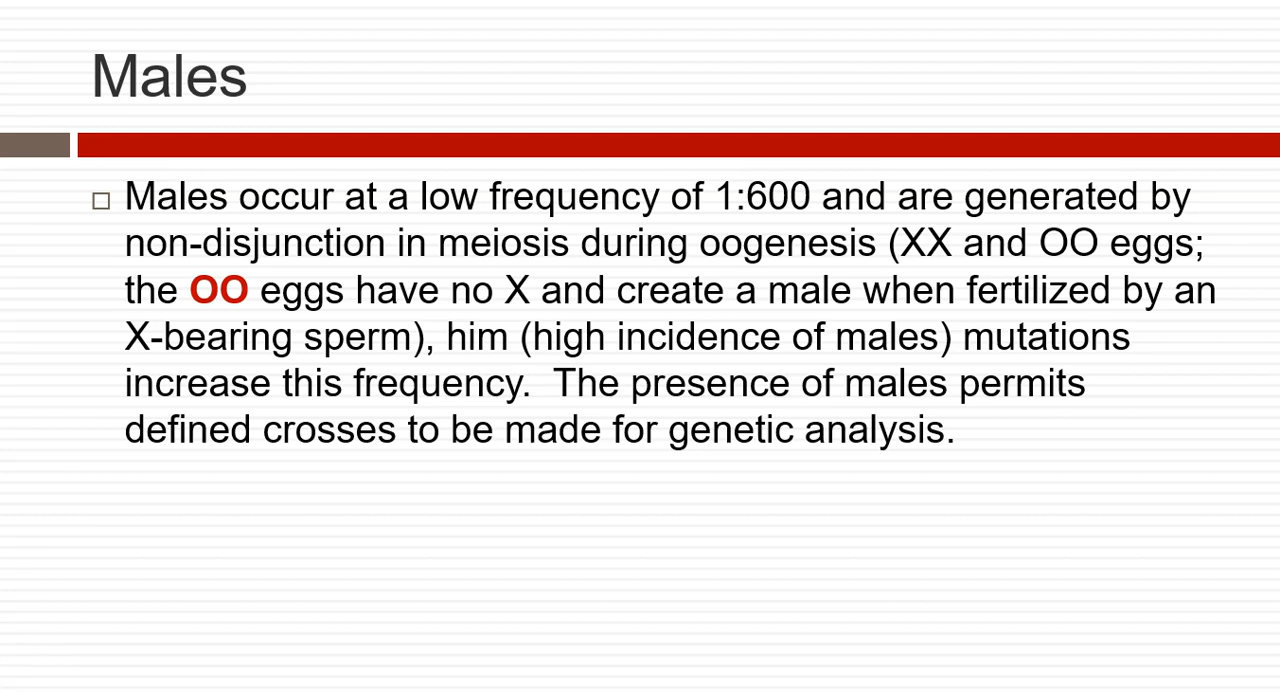 Males
Males occur at a low frequency of 1:600 and are generated by
non-disjunction in meiosis during oogenesis (XX and OO eggs;
the OO eggs have no X and create a male when fertilized by an
X-bearing sperm), him (high incidence of males) mutations
increase this frequency.  The presence of males permits
defined crosses to be made for genetic analysis.